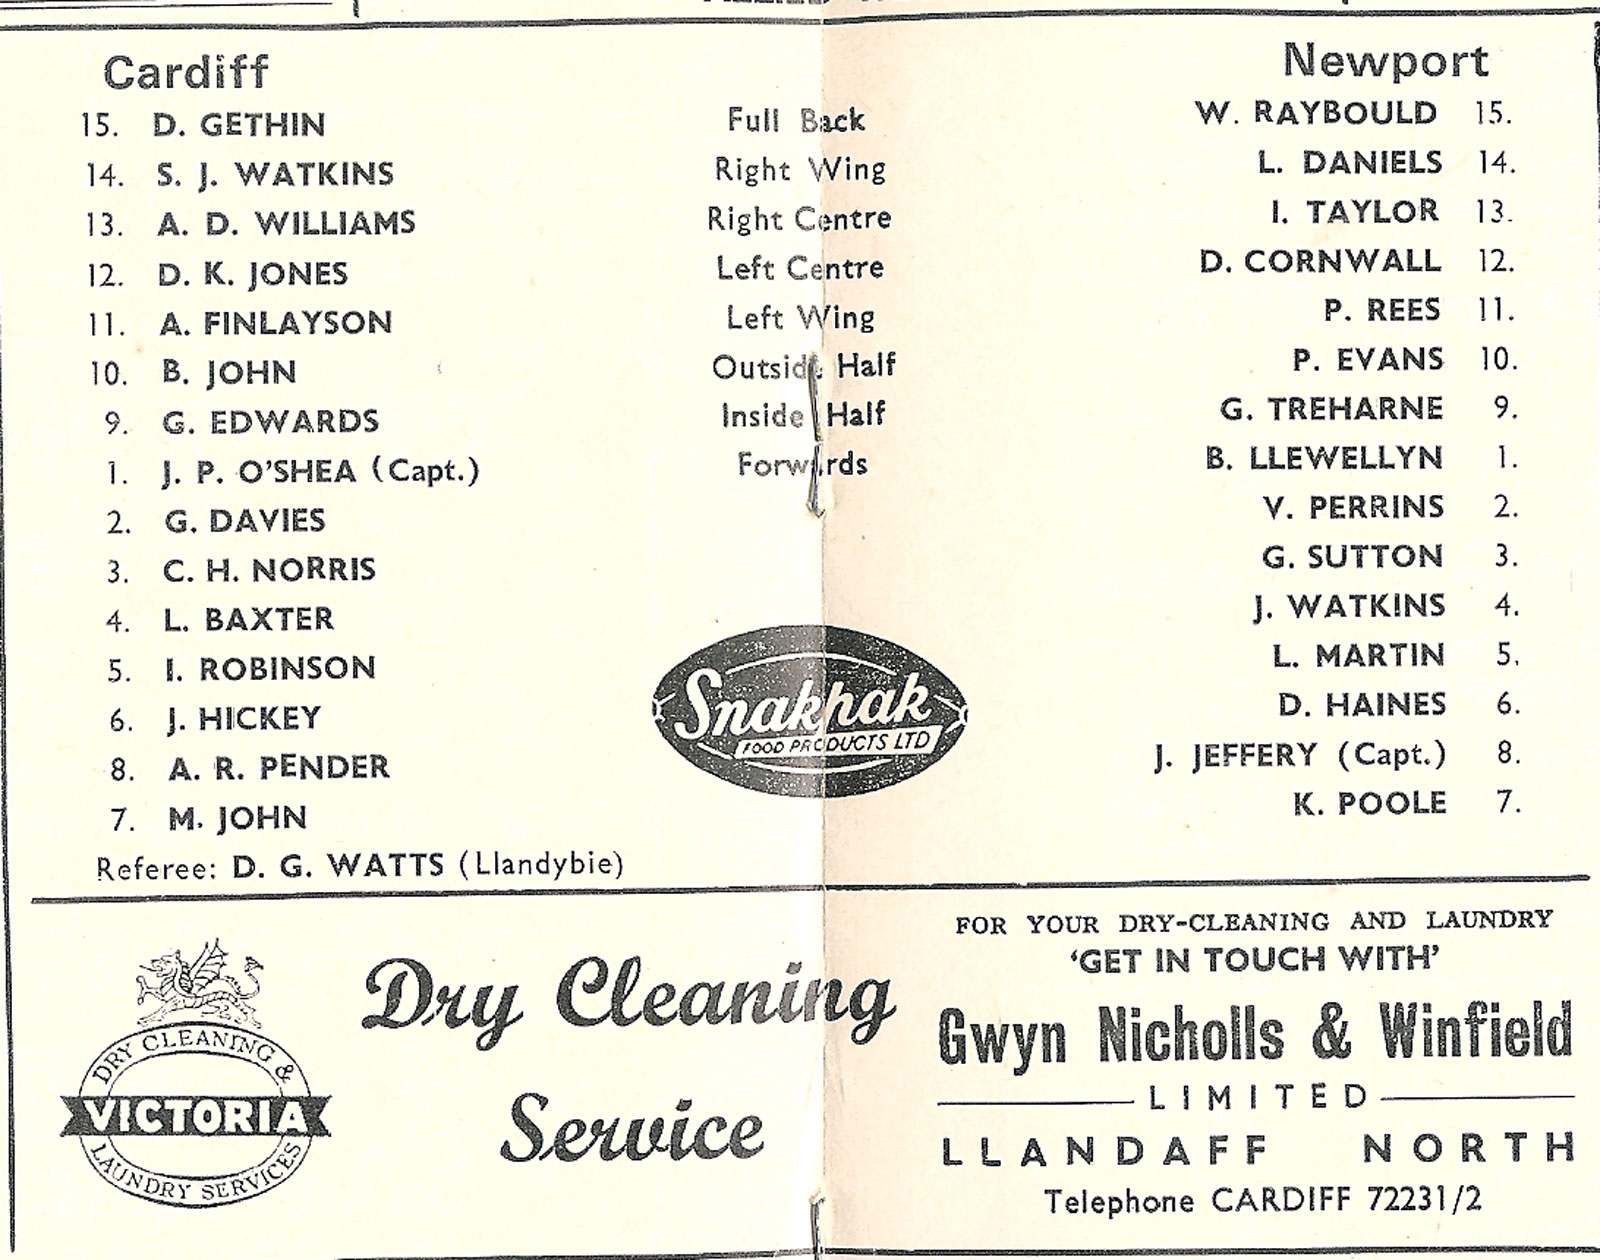 Cardiff Newport
15. D. GETHIN Full Back W. RAYBOULD 15.
14. S. J. WATKINS Right Wing L. DANIELS 14.
13. A. D. WILLIAMS Right Centre I. TAYLOR 13.
12. D. K. JONES Left Centre D. CORNWALL 12.
11. A. FINLAYSON Left Wing P. REES 11.
10. B. JOHN Outside Half P. EVANS 10.
9. G. EDWARDS Inside Half G. TREHARNE 9.
1. J. P. O'SHEA (Capt.) Forwards B. LLEWELLYN 1.
2. G. DAVIES V. PERRINS 2.
3. C. H. NORRIS G. SUTTON 3.
4. L. BAXTER J. WATKINS 4.
5. I. ROBINSON L. MARTIN 5.
6. J. HICKEY D. HAINES 6.
8. A. R. PENDER J. JEFFERY (Capt.) 8.
7. M. JOHN K. POOLE 7.
Snakpak
FOOD PRODUCTS LTD
Referee: D. G. WATTS (Llandybie)
DRY CLEANING &
VICTORIA
LAUNDRY SERVICES
Dry Cleaning
Service
FOR YOUR DRY-CLEANING AND LAUNDRY
'GET IN TOUCH WITH'
Gwyn Nicholls & Winfield
LIMITED
LLANDAFF NORTH
Telephone CARDIFF 72231/2